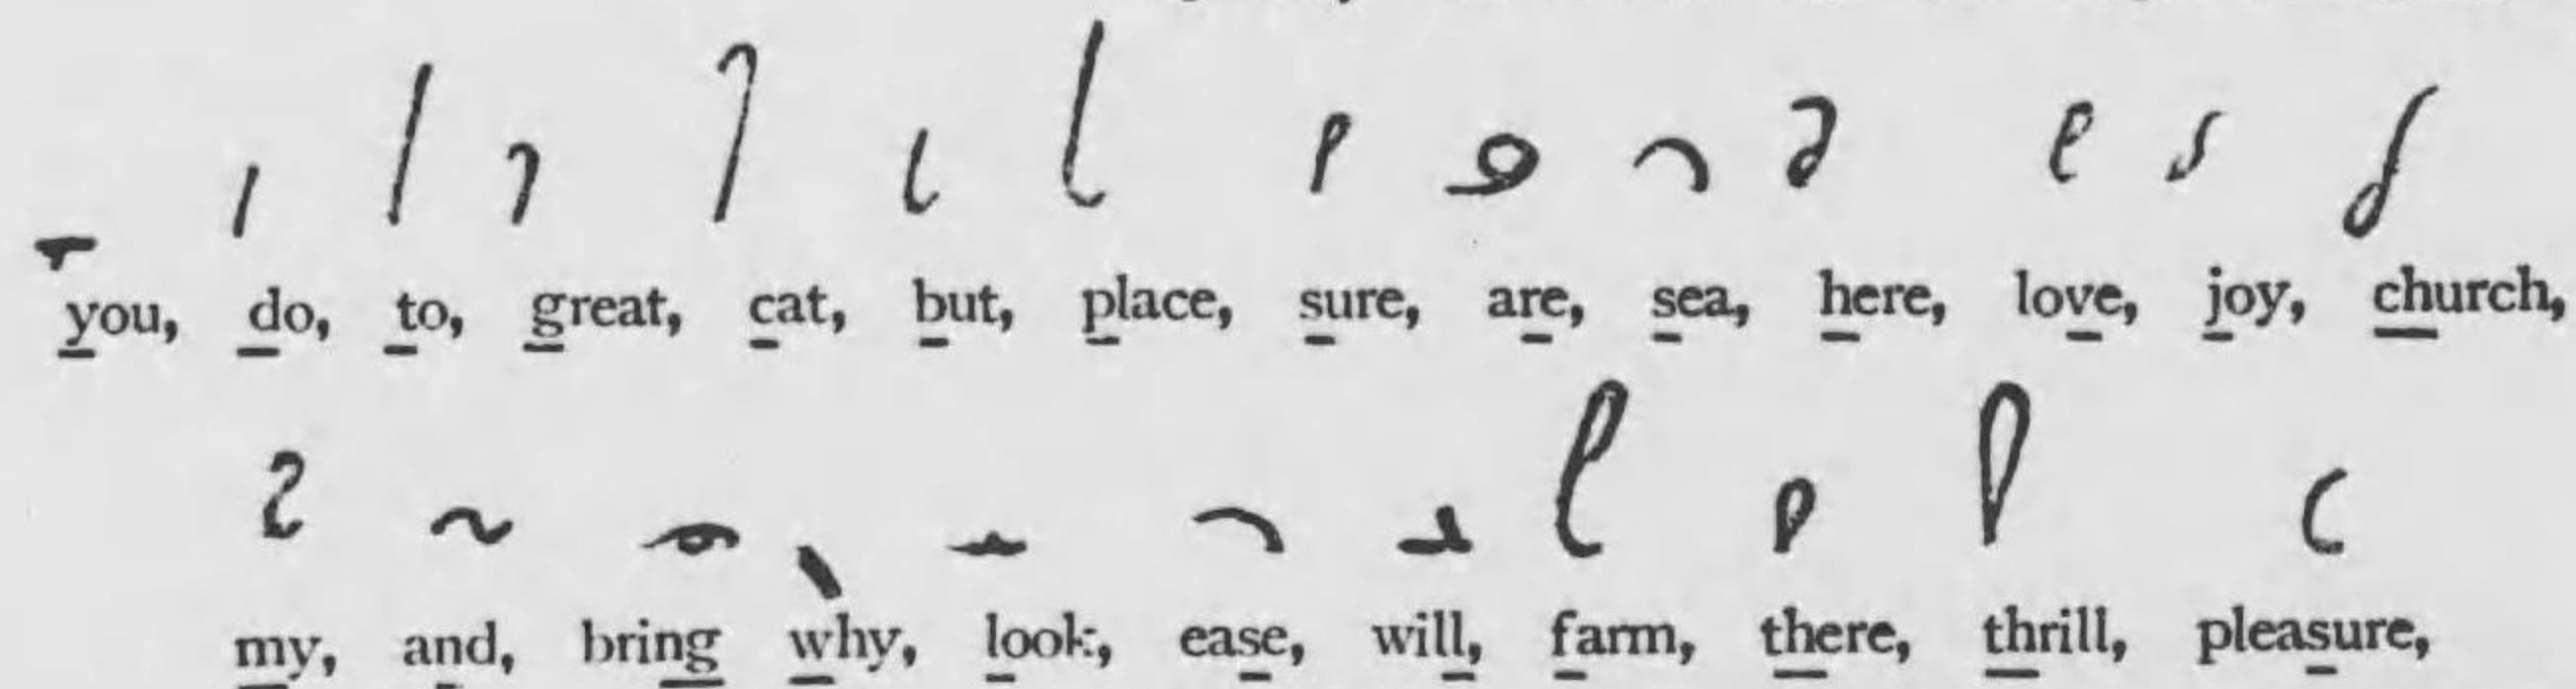 you, do, to, great, cat, but, place, sure, are, sea, here, love, joy, church,
my, and, bring why, look, ease, will, farm, there, thrill, pleasure,